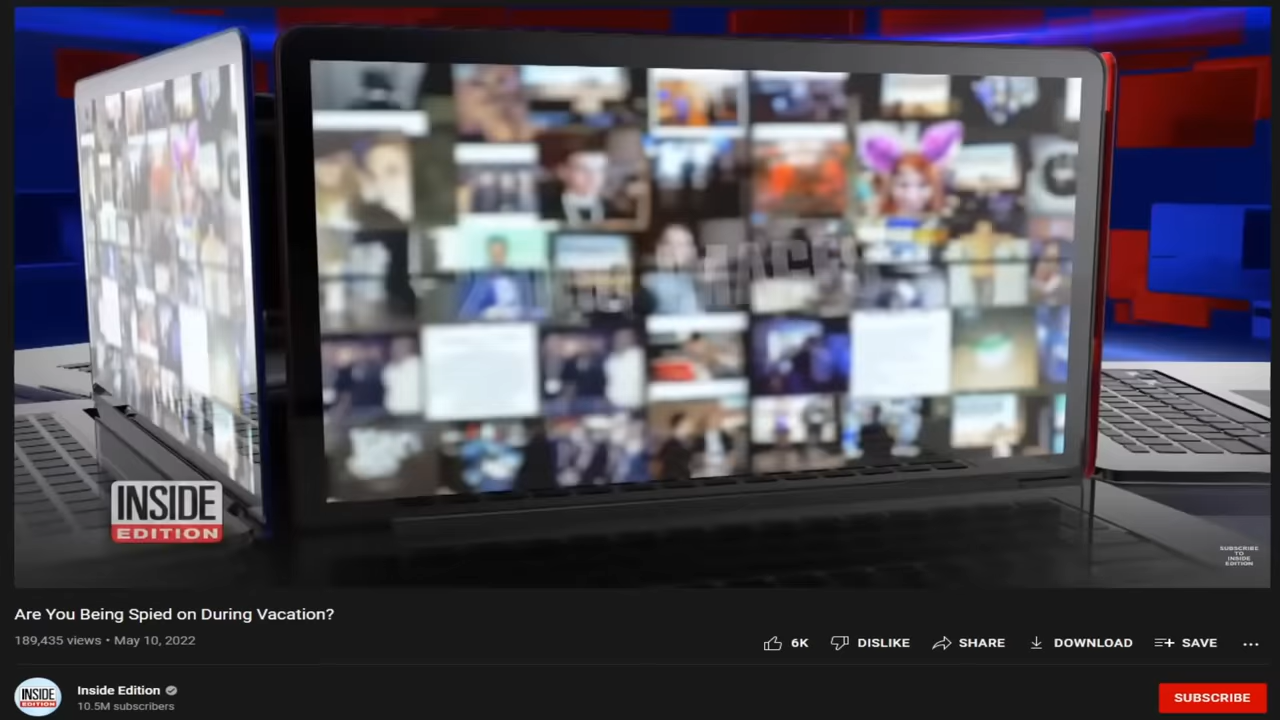 INSIDE
EDITION
SUBSCRIBE
TO
INSIDE
EDITION
Are You Being Spied on During Vacation?
189,435 views • May 10, 2022
6K DISLIKE SHARE DOWNLOAD SAVE ...
INSIDE
EDITION
Inside Edition
10.5M subscribers
SUBSCRIBE